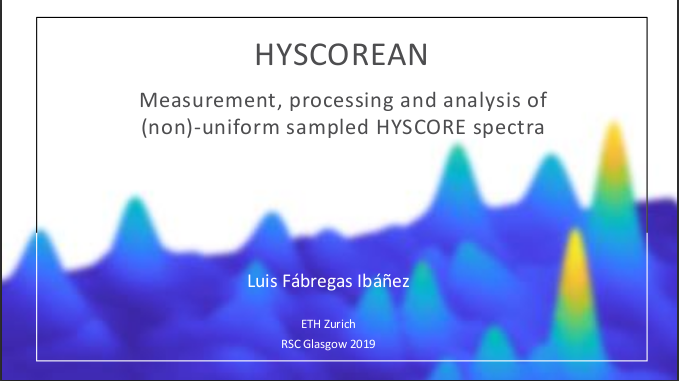 HYSCOREAN
Measurement, processing and analysis of
(non)-uniform sampled HYSCORE spectra
Luis Fábregas Ibáñez
ETH Zurich
RSC Glasgow 2019